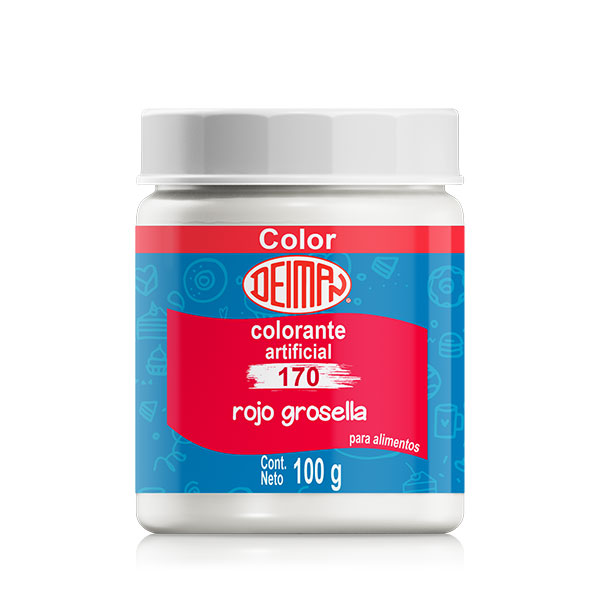 Color
DEIMAN®
colorante
artificial
170
rojo grosella
para alimentos
Cont.
Neto 100 g